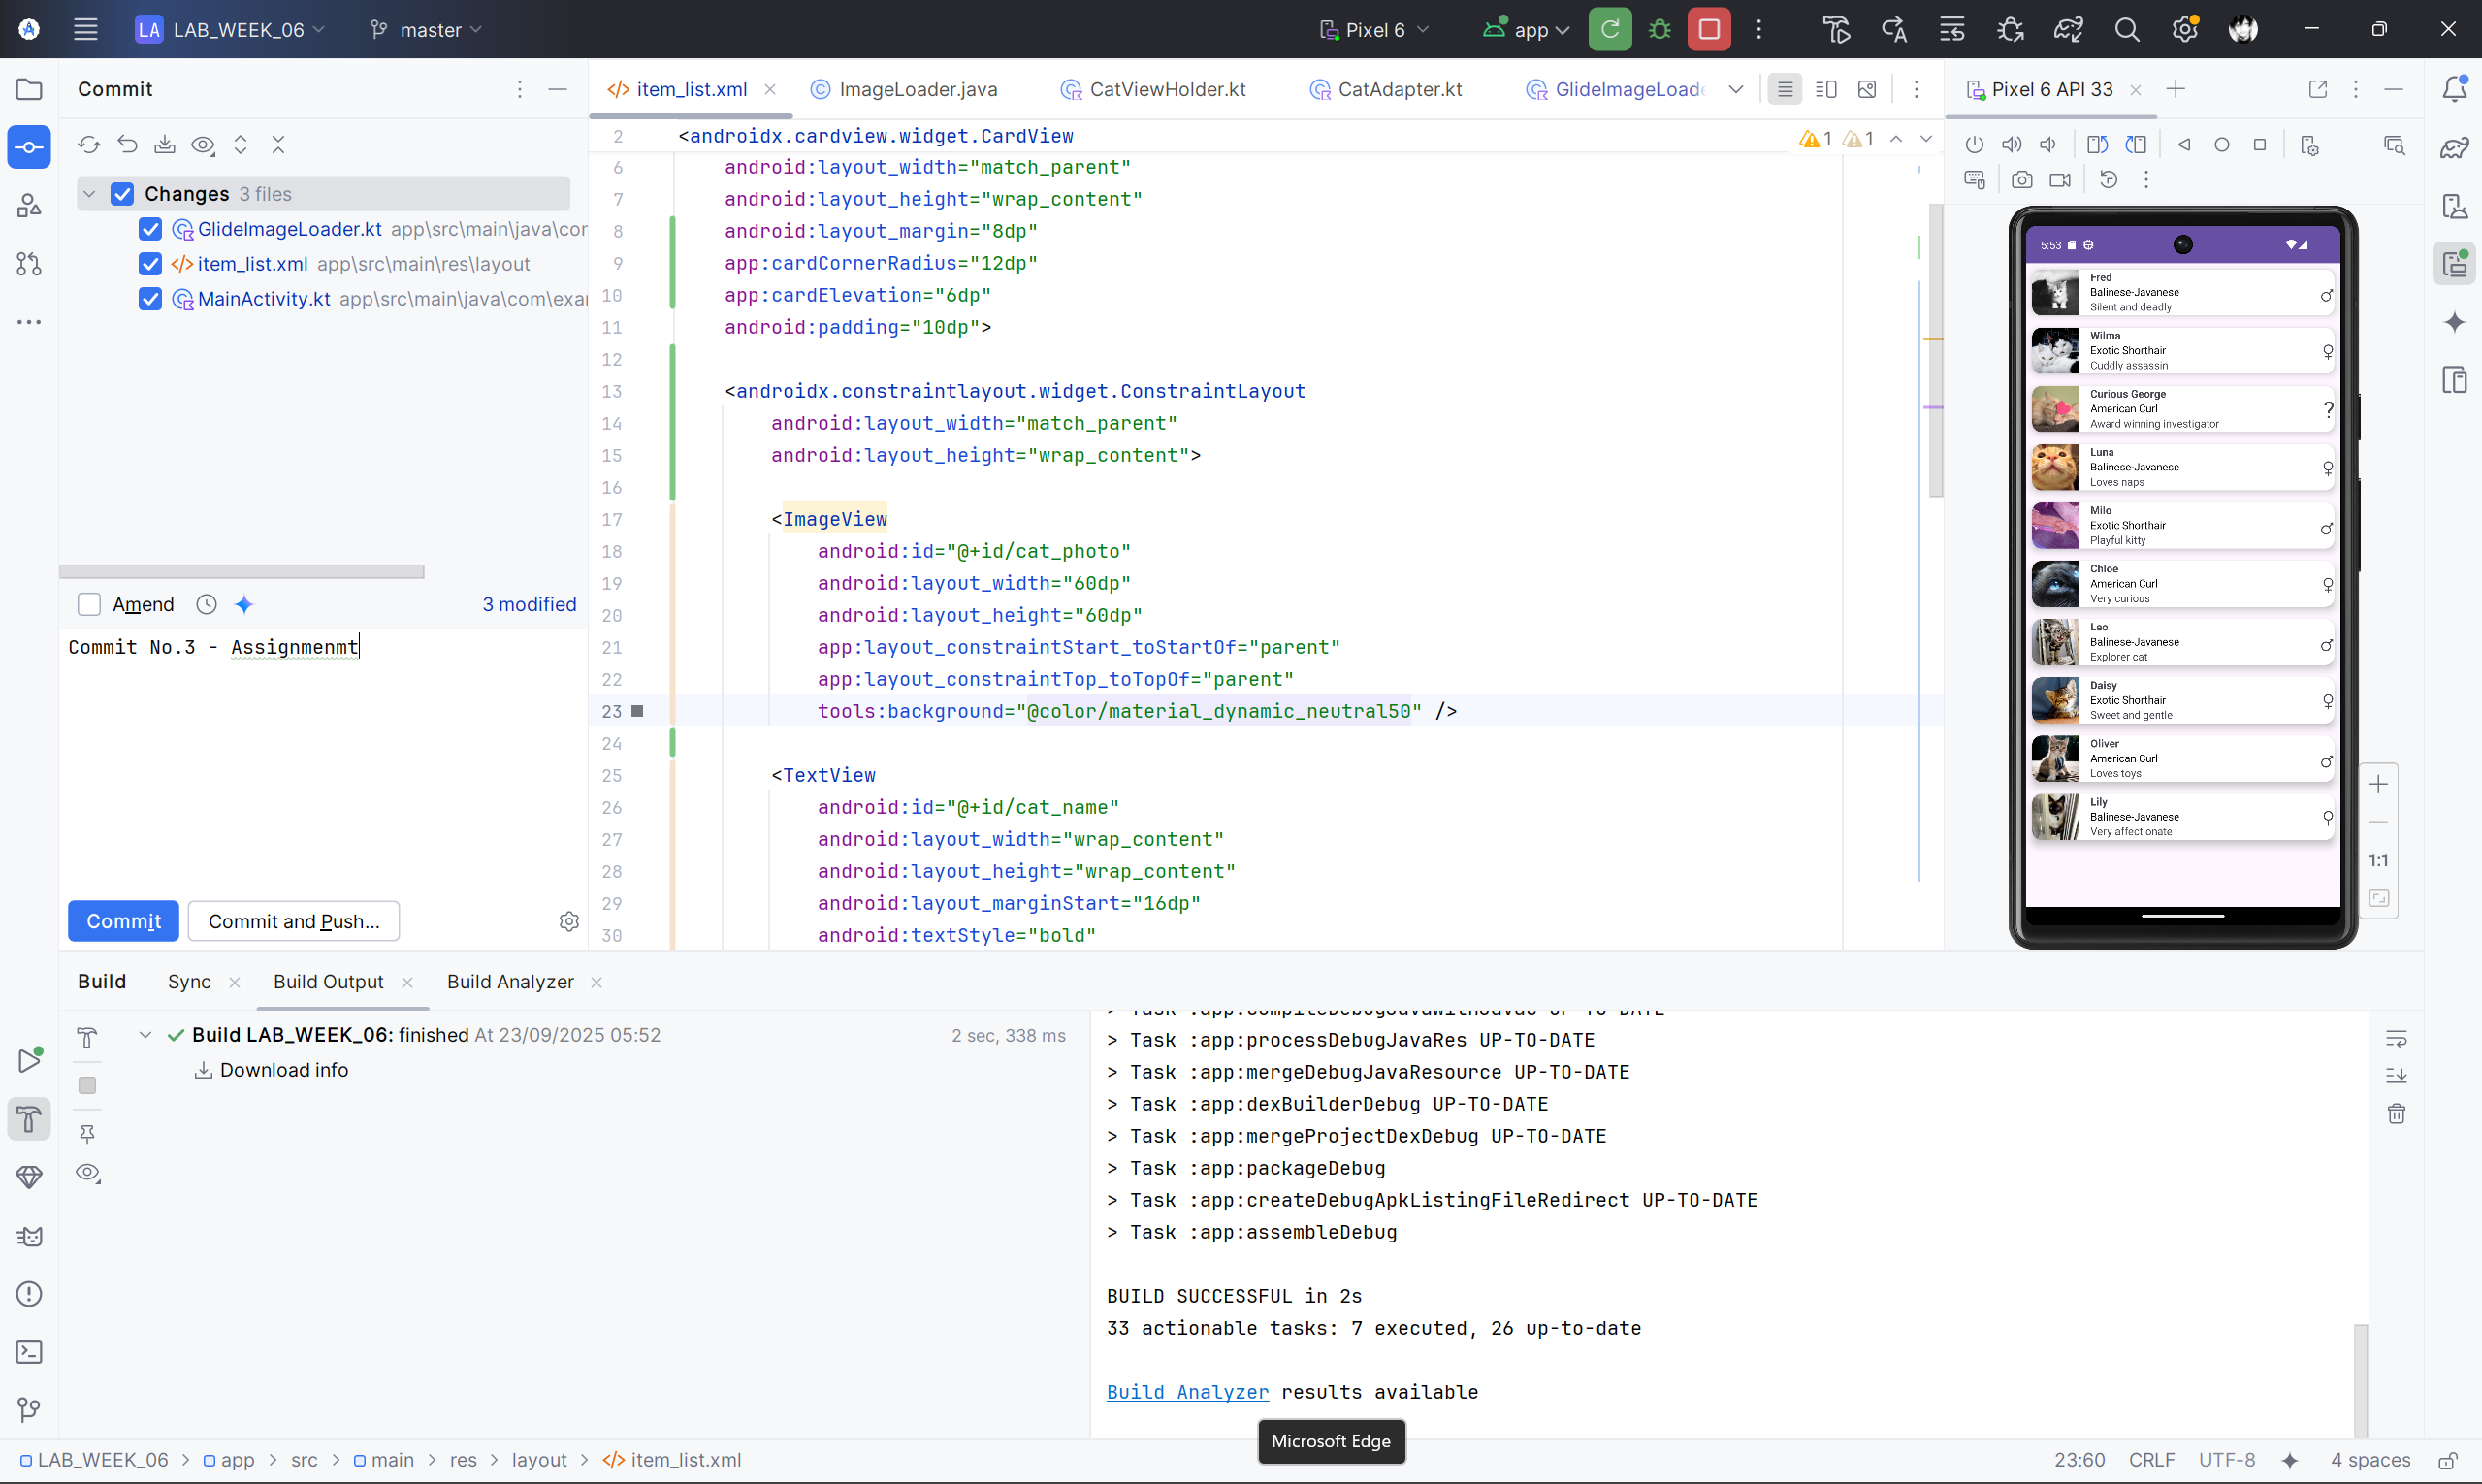 LA LAB_WEEK_06 master Pixel 6 app
Commit
Changes 3 files
GlideImageLoader.kt app\src\main\java\cor
item_list.xml app\src\main\res\layout
MainActivity.kt app\src\main\java\com\exa
Amend 3 modified
Commit No.3 - Assignmenmt
Commit Commit and Push...
item_list.xml ImageLoader.java CatViewHolder.kt CatAdapter.kt GlideImageLoade
2 <androidx.cardview.widget.CardView 1 1
6 android:layout_width="match_parent"
7 android:layout_height="wrap_content"
8 android:layout_margin="8dp"
9 app:cardCornerRadius="12dp"
10 app:cardElevation="6dp"
11 android:padding="10dp">
12
13 <androidx.constraintlayout.widget.ConstraintLayout
14 android:layout_width="match_parent"
15 android:layout_height="wrap_content">
16
17 <ImageView
18 android:id="@+id/cat_photo"
19 android:layout_width="60dp"
20 android:layout_height="60dp"
21 app:layout_constraintStart_toStartOf="parent"
22 app:layout_constraintTop_toTopOf="parent"
23 tools:background="@color/material_dynamic_neutral50" />
24
25 <TextView
26 android:id="@+id/cat_name"
27 android:layout_width="wrap_content"
28 android:layout_height="wrap_content"
29 android:layout_marginStart="16dp"
30 android:textStyle="bold"
Pixel 6 API 33
5:53
Fred
Balinese-Javanese
Silent and deadly
♂
Wilma
Exotic Shorthair
Cuddly assassin
♀
Curious George
American Curl
Award winning investigator
?
Luna
Balinese-Javanese
Loves naps
♀
Milo
Exotic Shorthair
Playful kitty
♂
Chloe
American Curl
Very curious
♀
Leo
Balinese-Javanese
Explorer cat
♂
Daisy
Exotic Shorthair
Sweet and gentle
♀
Oliver
American Curl
Loves toys
♂
Lily
Balinese-Javanese
Very affectionate
♀
1:1
Build Sync Build Output Build Analyzer
Build LAB_WEEK_06: finished At 23/09/2025 05:52 2 sec, 338 ms
Download info
> Task :app:compileDebugJavaWithJavac UP-TO-DATE
> Task :app:processDebugJavaRes UP-TO-DATE
> Task :app:mergeDebugJavaResource UP-TO-DATE
> Task :app:dexBuilderDebug UP-TO-DATE
> Task :app:mergeProjectDexDebug UP-TO-DATE
> Task :app:packageDebug
> Task :app:createDebugApkListingFileRedirect UP-TO-DATE
> Task :app:assembleDebug
BUILD SUCCESSFUL in 2s
33 actionable tasks: 7 executed, 26 up-to-date
Build Analyzer results available
Microsoft Edge
LAB_WEEK_06 > app > src > main > res > layout > item_list.xml 23:60 CRLF UTF-8 4 spaces